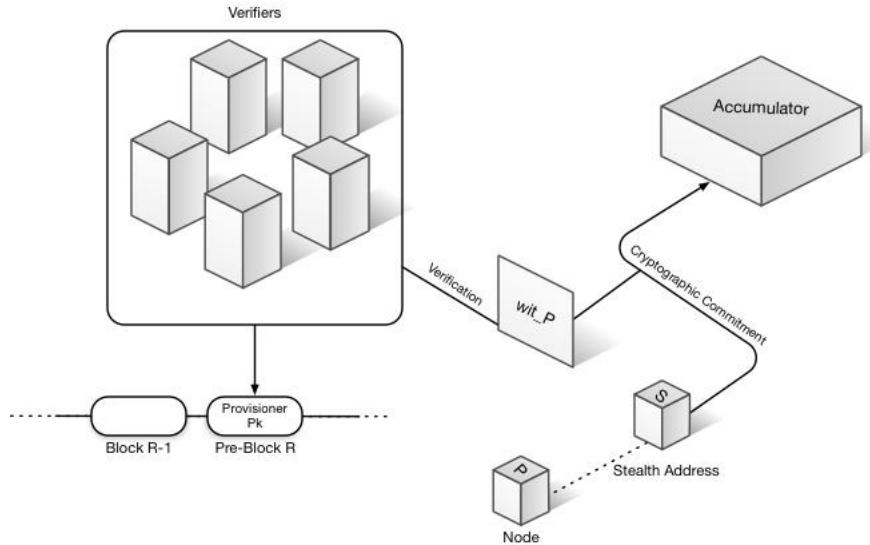 Verifiers
Accumulator
Verification
wit_P
Cryptographic Commitment
Provisioner
Pk
Block R-1
Pre-Block R
S
Stealth Address
P
Node